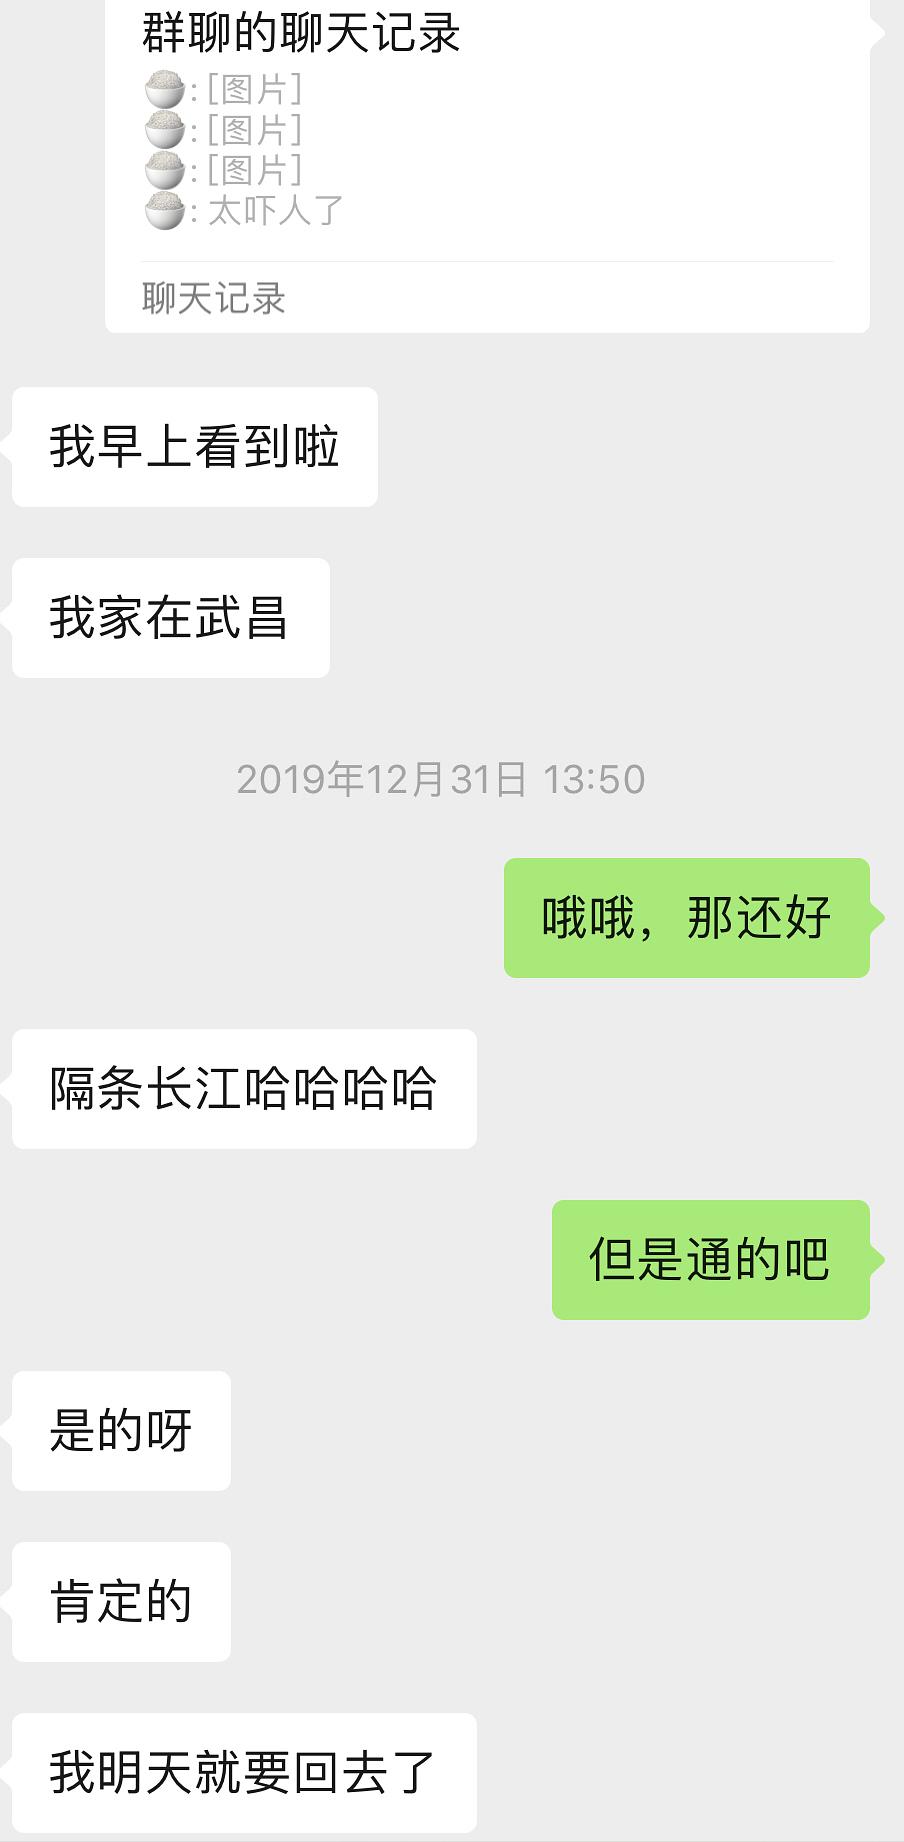 群聊的聊天记录
🍚: [图片]
🍚: [图片]
🍚: [图片]
🍚: 太吓人了
聊天记录
我早上看到啦
我家在武昌
2019年12月31日 13:50
哦哦，那还好
隔条长江哈哈哈哈
但是通的吧
是的呀
肯定的
我明天就要回去了